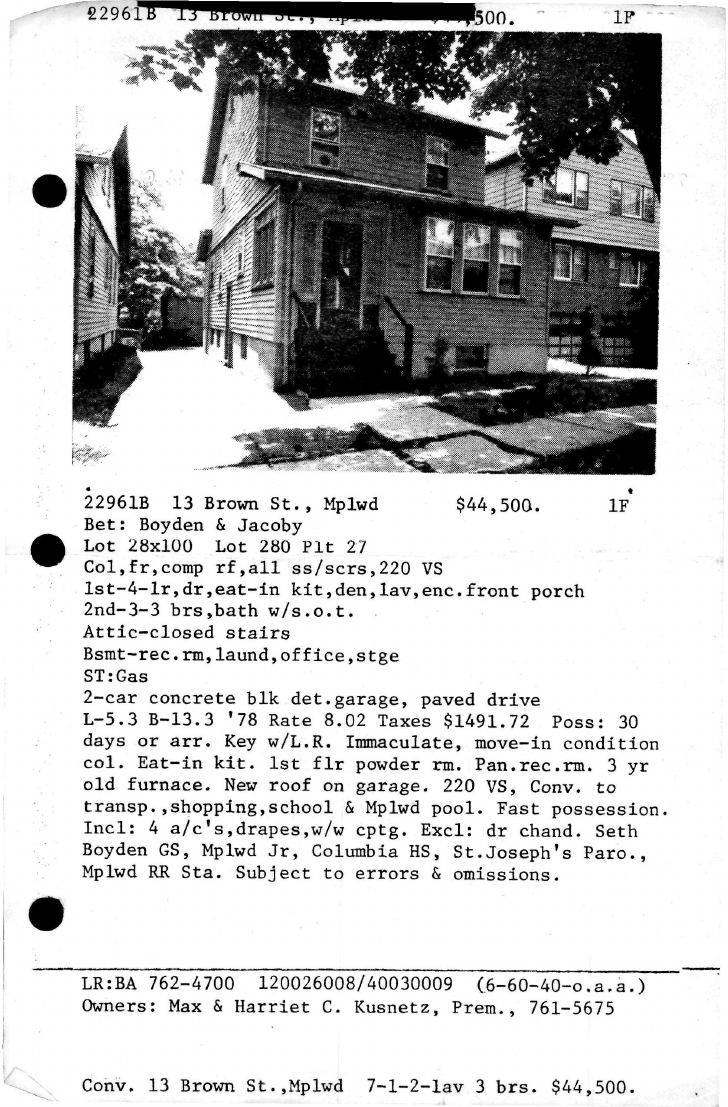 22961B 13 Brown St., Mplwd $44,500. 1F
22961B 13 Brown St., Mplwd $44,500. 1F
Bet: Boyden & Jacoby
Lot 28x100 Lot 280 Plt 27
Col,fr,comp rf,all ss/scrs,220 VS
1st-4-lr,dr,eat-in kit,den,lav,enc.front porch
2nd-3-3 brs,bath w/s.o.t.
Attic-closed stairs
Bsmt-rec.rm,laund,office,stge
ST:Gas
2-car concrete blk det.garage, paved drive
L-5.3 B-13.3 '78 Rate 8.02 Taxes $1491.72 Poss: 30
days or arr. Key w/L.R. Immaculate, move-in condition
col. Eat-in kit. 1st flr powder rm. Pan.rec.rm. 3 yr
old furnace. New roof on garage. 220 VS, Conv. to
transp.,shopping,school & Mplwd pool. Fast possession.
Incl: 4 a/c's,drapes,w/w cptg. Excl: dr chand. Seth
Boyden GS, Mplwd Jr, Columbia HS, St.Joseph's Paro.,
Mplwd RR Sta. Subject to errors & omissions.
LR:BA 762-4700 120026008/40030009 (6-60-40-o.a.a.)
Owners: Max & Harriet C. Kusnetz, Prem., 761-5675
Conv. 13 Brown St.,Mplwd 7-1-2-lav 3 brs. $44,500.